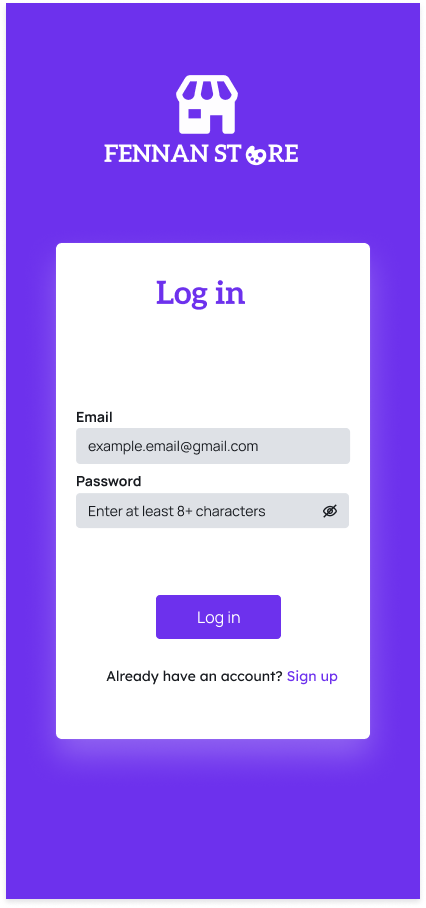 FENNAN STORE
Log in
Email
example.email@gmail.com
Password
Enter at least 8+ characters
Log in
Already have an account? Sign up